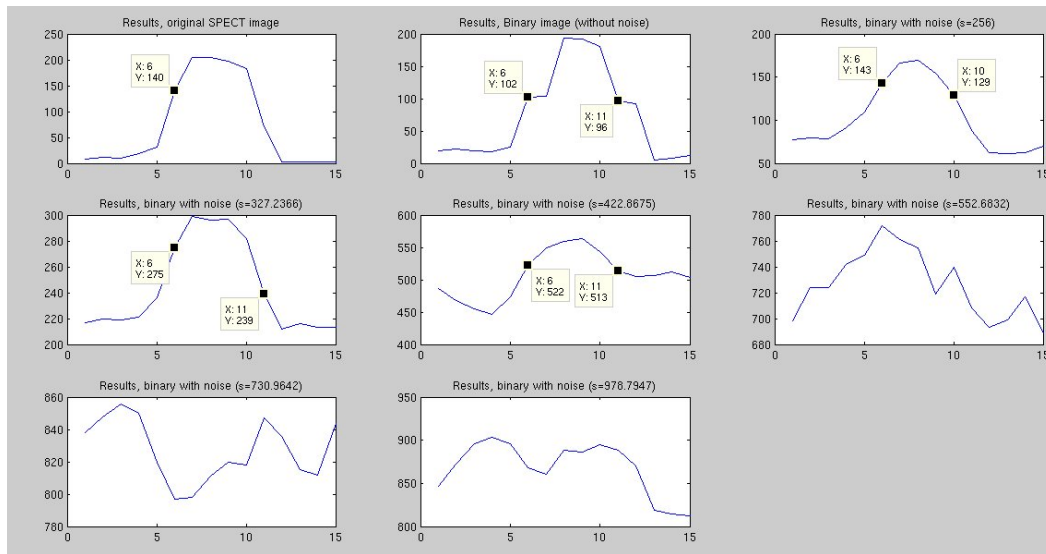 Results, original SPECT image
250
200
150
100
50
0
0
5
10
15
X: 6
Y: 140
Results, Binary image (without noise)
200
150
100
50
0
0
5
10
15
X: 6
Y: 102
X: 11
Y: 96
Results, binary with noise (s=256)
200
150
100
50
0
5
10
15
X: 6
Y: 143
X: 10
Y: 129
Results, binary with noise (s=327.2366)
300
280
260
240
220
200
0
5
10
15
X: 6
Y: 275
X: 11
Y: 239
Results, binary with noise (s=422.8675)
600
550
500
450
400
0
5
10
15
X: 6
Y: 522
X: 11
Y: 513
Results, binary with noise (s=552.6832)
780
760
740
720
700
680
0
5
10
15
Results, binary with noise (s=730.9642)
860
840
820
800
780
0
5
10
15
Results, binary with noise (s=978.7947)
950
900
850
800
0
5
10
15